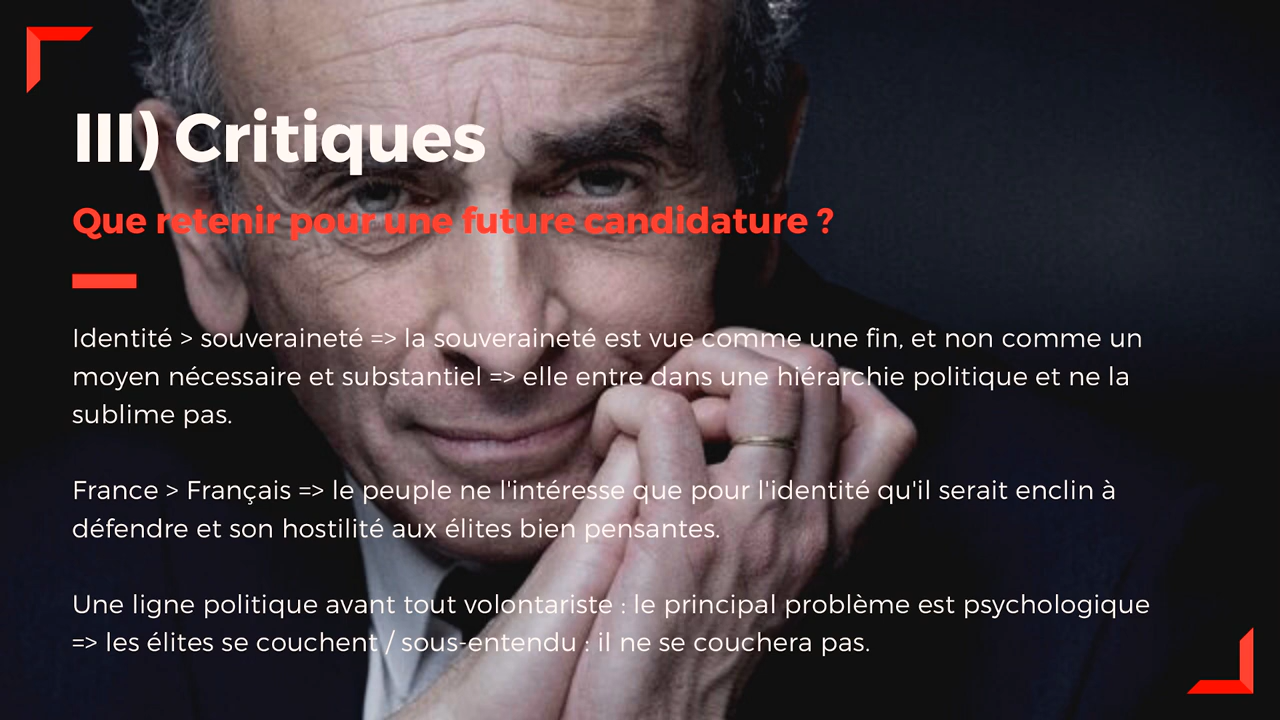 III) Critiques
Que retenir pour une future candidature ?
Identité > souveraineté => la souveraineté est vue comme une fin, et non comme un
moyen nécessaire et substantiel => elle entre dans une hiérarchie politique et ne la
sublime pas.
France > Français => le peuple ne l'intéresse que pour l'identité qu'il serait enclin à
défendre et son hostilité aux élites bien pensantes.
Une ligne politique avant tout volontariste : le principal problème est psychologique
=> les élites se couchent / sous-entendu : il ne se couchera pas.